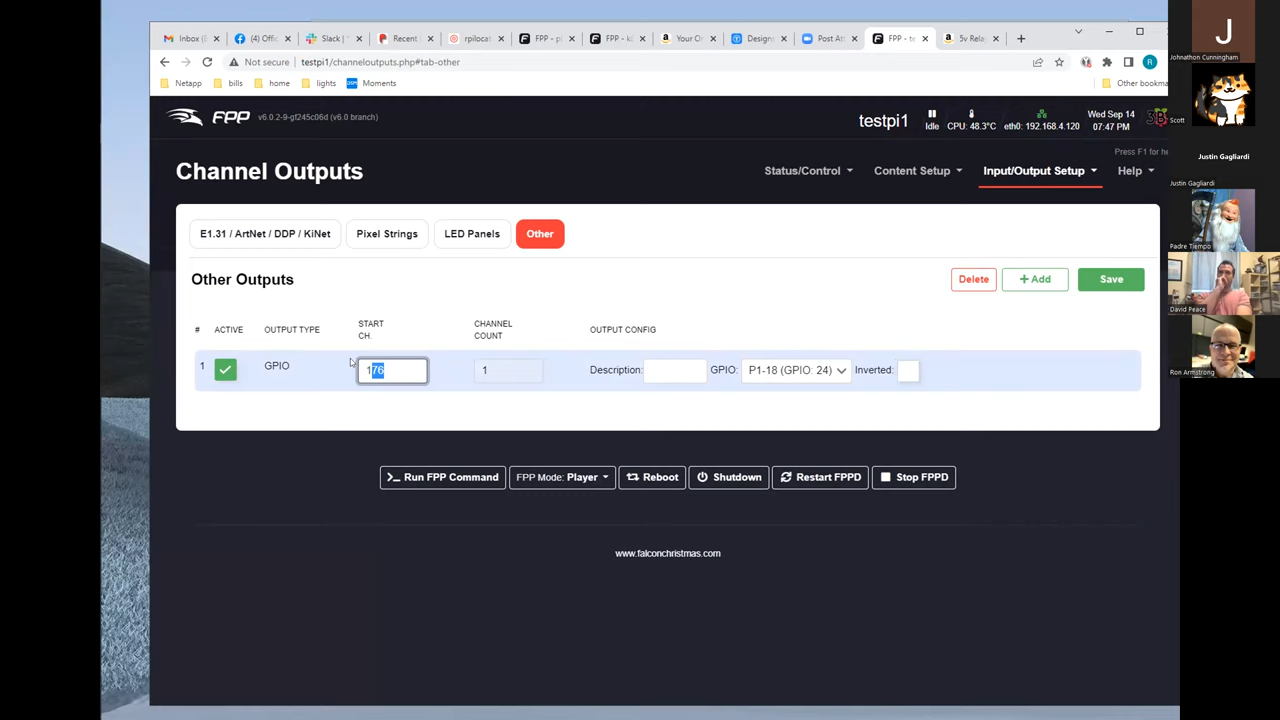 Inbox (
(4) Offic
Slack |
Recent
rpilocat
FPP - p
FPP - k
Your O
Design
Post At
FPP - te
5v Rela
Not secure
testpi1/channeloutputs.php#tab-other
R
Netapp
bills
home
lights
Moments
Other bookma
FPP
v6.0.2-9-gf245c06d (v6.0 branch)
testpi1
Idle
CPU: 48.3°C
eth0: 192.468.4.120
Wed Sep 14
07:47 PM
Press F1 for he
Channel Outputs
Status/Control
Content Setup
Input/Output Setup
Help
E1.31 / ArtNet / DDP / KiNet
Pixel Strings
LED Panels
Other
Other Outputs
Delete
+ Add
Save
#
ACTIVE
OUTPUT TYPE
START
CH.
CHANNEL
COUNT
OUTPUT CONFIG
1
GPIO
176
1
Description:
GPIO:
P1-18 (GPIO: 24)
Inverted:
Run FPP Command
FPP Mode: Player
Reboot
Shutdown
Restart FPPD
Stop FPPD
www.falconchristmas.com
J
Johnathon Cunningham
Scott
Justin Gagliardi
Justin Gagliardi
Padre Tiempo
David Peace
Ron Armstrong